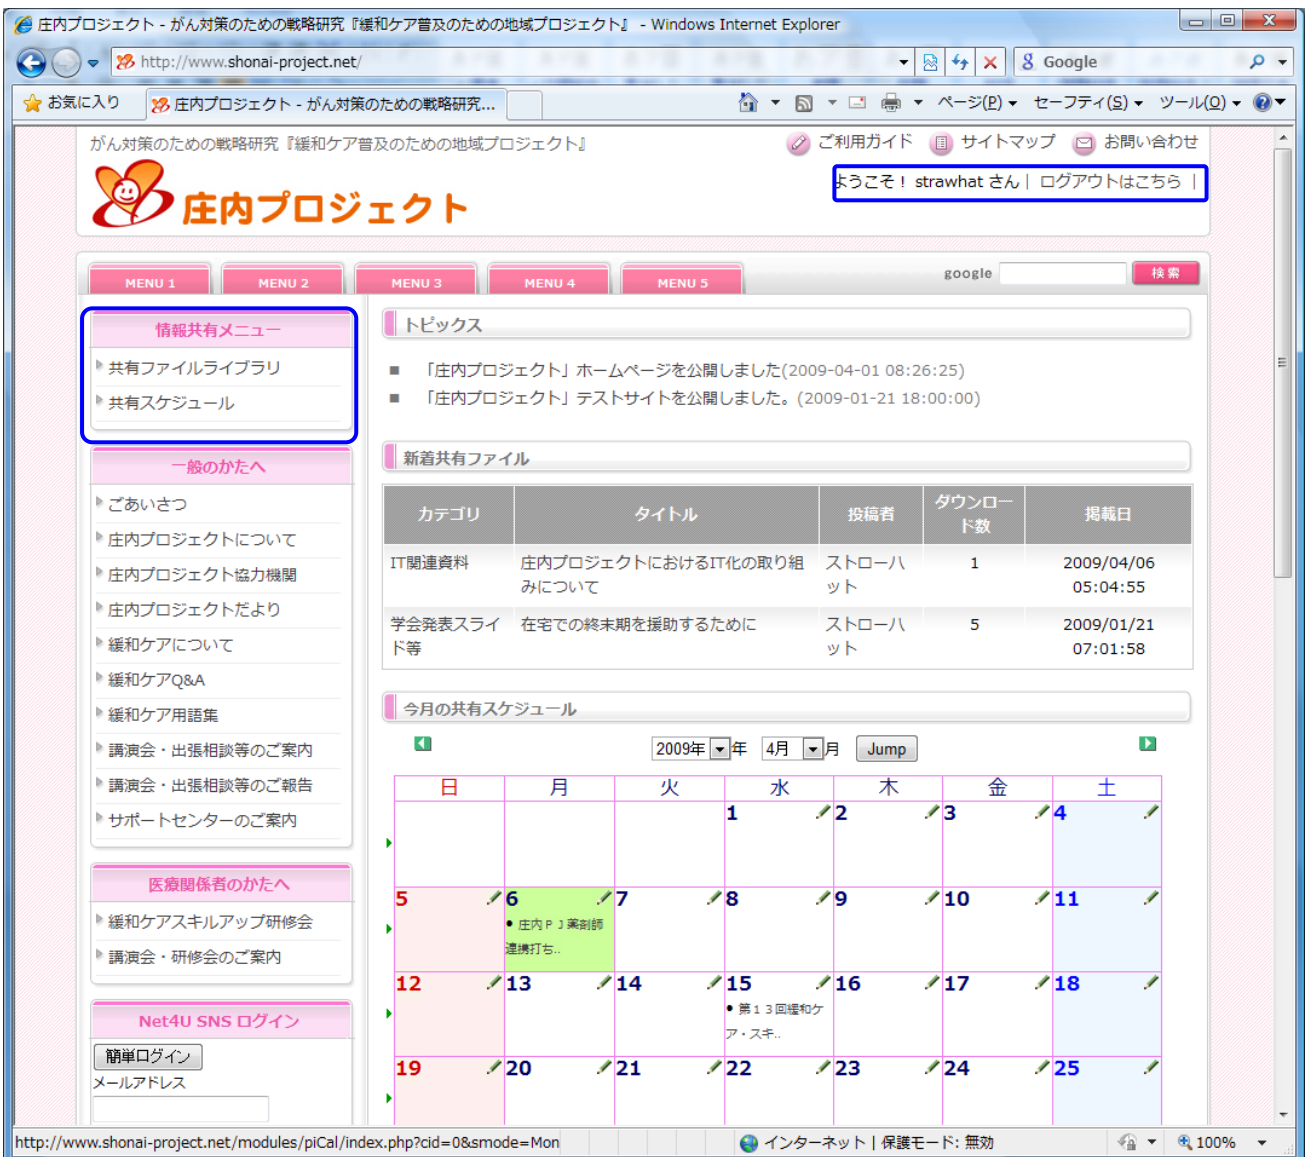 庄内プロジェクト - がん対策のための戦略研究『緩和ケア普及のための地域プロジェクト』 - Windows Internet Explorer
http://www.shonai-project.net/
Google
お気に入り
庄内プロジェクト - がん対策のための戦略研究...
ページ(P)
セーフティ(S)
ツール(O)
がん対策のための戦略研究『緩和ケア普及のための地域プロジェクト』
ご利用ガイド
サイトマップ
お問い合わせ
ようこそ！ strawhat さん | ログアウトはこちら |
庄内プロジェクト
MENU 1
MENU 2
MENU 3
MENU 4
MENU 5
google
検索
情報共有メニュー
共有ファイルライブラリ
共有スケジュール
一般のかたへ
ごあいさつ
庄内プロジェクトについて
庄内プロジェクト協力機関
庄内プロジェクトだより
緩和ケアについて
緩和ケアQ&A
緩和ケア用語集
講演会・出張相談等のご案内
講演会・出張相談等のご報告
サポートセンターのご案内
医療関係者のかたへ
緩和ケアスキルアップ研修会
講演会・研修会のご案内
Net4U SNS ログイン
簡単ログイン
メールアドレス
トピックス
■ 「庄内プロジェクト」ホームページを公開しました(2009-04-01 08:26:25)
■ 「庄内プロジェクト」テストサイトを公開しました。(2009-01-21 18:00:00)
新着共有ファイル
カテゴリ タイトル 投稿者 ダウンロー
ド数 掲載日
IT関連資料 庄内プロジェクトにおけるIT化の取り組 ストローハ 1 2009/04/06
みについて ット 05:04:55
学会発表スライ 在宅での終末期を援助するために ストローハ 5 2009/01/21
ド等 ット 07:01:58
今月の共有スケジュール
2009年 年 4月 月 Jump
日 月 火 水 木 金 土
1 2 3 4
5 6 7 8 9 10 11
● 庄内ＰＪ薬剤師
連携打ち..
12 13 14 15 16 17 18
● 第１３回緩和ケ
ア・スキ..
19 20 21 22 23 24 25
http://www.shonai-project.net/modules/piCal/index.php?cid=0&smode=Mon
インターネット | 保護モード: 無効
100%